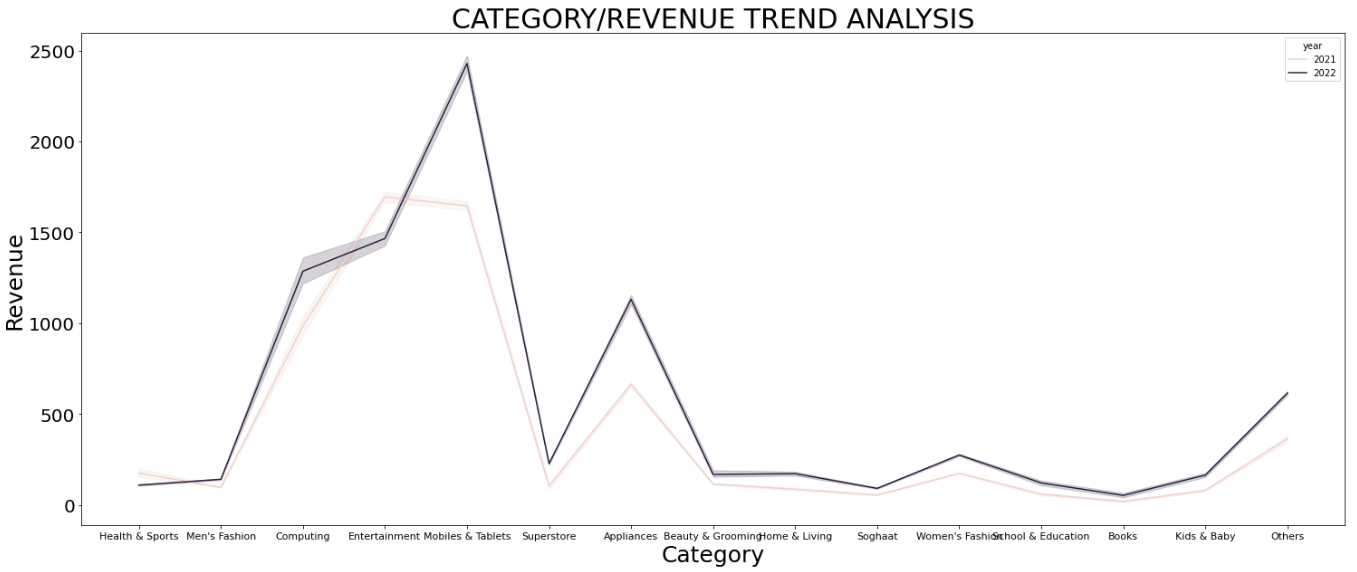 CATEGORY/REVENUE TREND ANALYSIS
year
2021
2022
2500
2000
1500
1000
500
0
Revenue
Health & Sports Men's Fashion Computing Entertainment Mobiles & Tablets Superstore Appliances Beauty & Grooming Home & Living Soghaat Women's Fashion School & Education Books Kids & Baby Others
Category